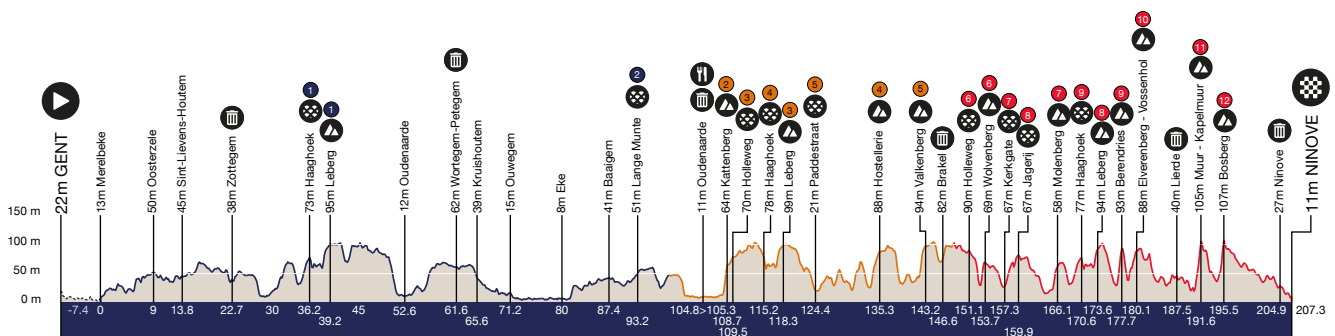 22m GENT
13m Merelbeke
50m Oosterzele
45m Sint-Lievens-Houtem
38m Zottegem
1
73m Haaghoek
1
95m Leberg
12m Oudenaarde
62m Wortegem-Petegem
39m Kruishoutem
15m Ouwegem
8m Eke
41m Baaigem
2
51m Lange Munte
11m Oudenaarde
2
64m Kattenberg
3
70m Holleweg
4
78m Haaghoek
3
99m Leberg
5
21m Paddestraat
4
88m Hostellerie
5
94m Valkenberg
82m Brakel
6
90m Holleweg
6
69m Wolvenberg
7
67m Kerkgate
8
67m Jagerij
7
58m Molenberg
9
77m Haaghoek
8
94m Leberg
9
93m Berendries
10
88m Elverenberg - Vossenhol
40m Lierde
11
105m Muur - Kapelmuur
12
107m Bosberg
27m Ninove
11m NINOVE
150 m
100 m
50 m
0 m
-7.4 0 9 13.8 22.7 30 36.2 45 52.6 61.6 71.2 80 87.4 104.8>105.3 115.2 124.4 135.3 143.2 151.1 157.3 166.1 173.6 180.1 187.5 195.5 204.9 207.3
39.2 65.6 93.2 108.7 118.3 146.6 153.7 170.6 177.7 191.6
109.5 159.9